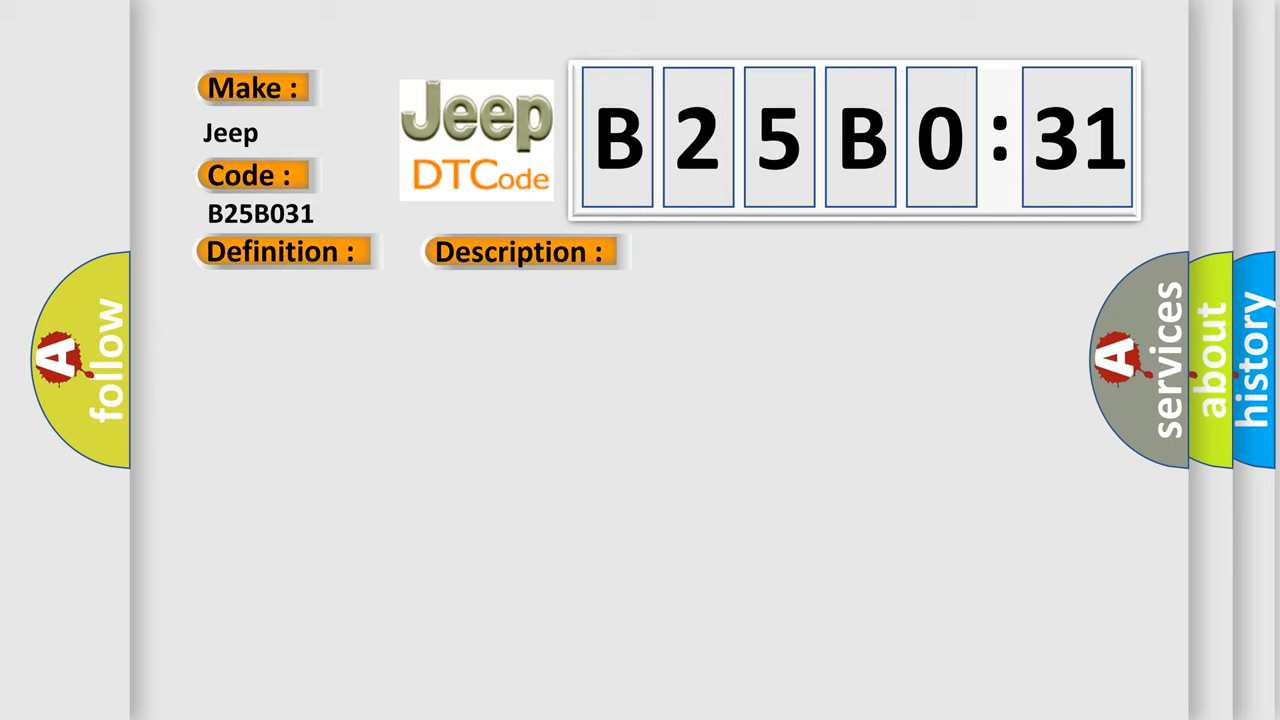 Make :
Jeep
Code :
B25B031
Definition :
Description :
Jeep
DTCode
B 2 5 B 0 : 31
A follow
A services
about
history